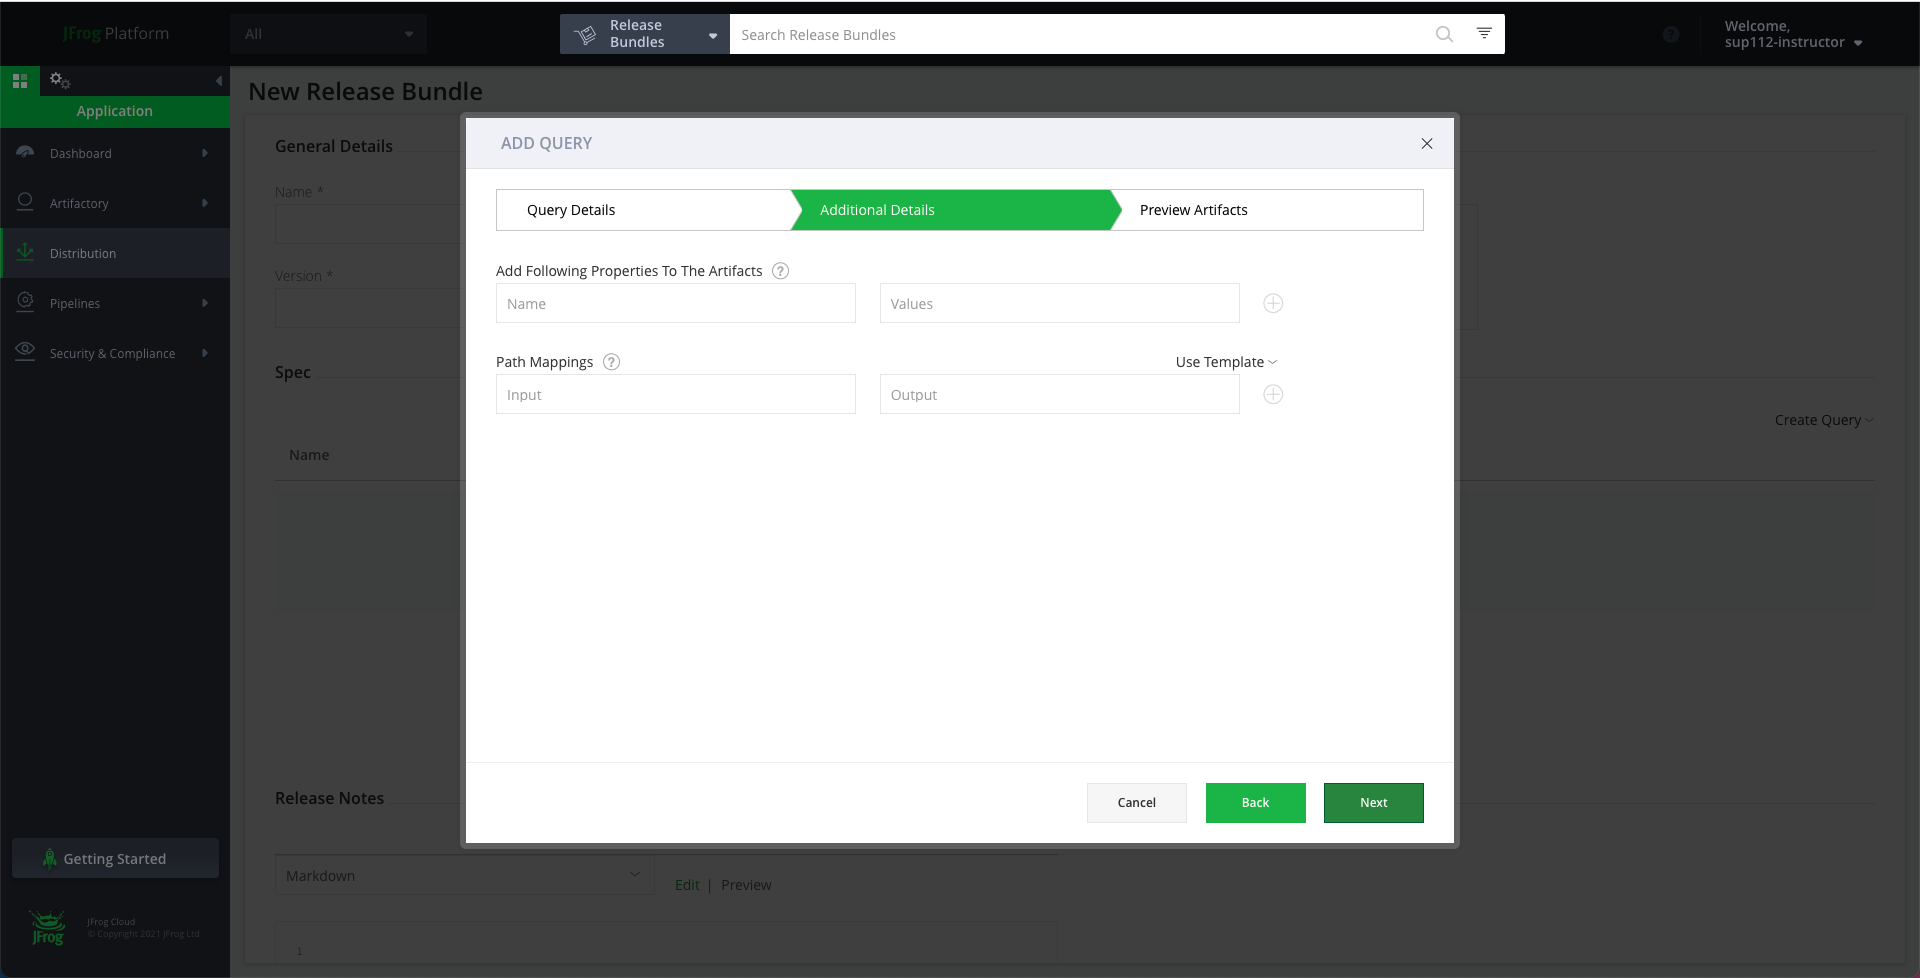 JFrog Platform
All
Release Bundles
Search Release Bundles
Welcome,
sup112-instructor
Application
Dashboard
Artifactory
Distribution
Pipelines
Security & Compliance
Getting Started
JFrog
JFrog Cloud
© Copyright 2021 JFrog Ltd
New Release Bundle
General Details
Name *
Version *
Spec
Create Query
Name
Release Notes
Markdown
Edit | Preview
1
ADD QUERY
Query Details
Additional Details
Preview Artifacts
Add Following Properties To The Artifacts ?
Name
Values
Path Mappings ?
Use Template
Input
Output
Cancel
Back
Next